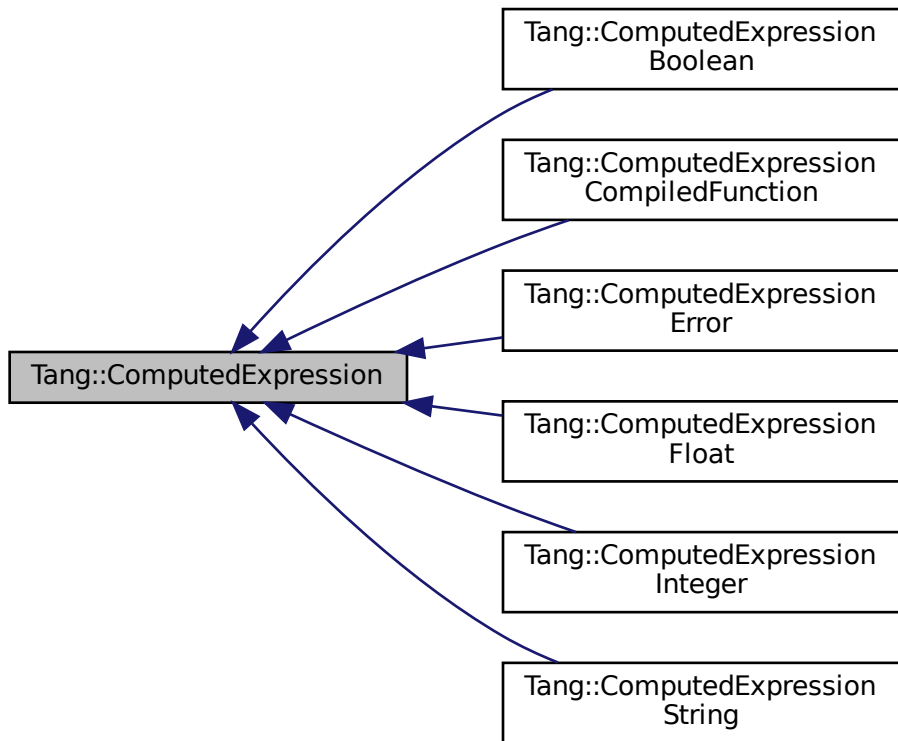 Tang::ComputedExpression
Boolean
Tang::ComputedExpression
CompiledFunction
Tang::ComputedExpression
Error
Tang::ComputedExpression
Tang::ComputedExpression
Float
Tang::ComputedExpression
Integer
Tang::ComputedExpression
String